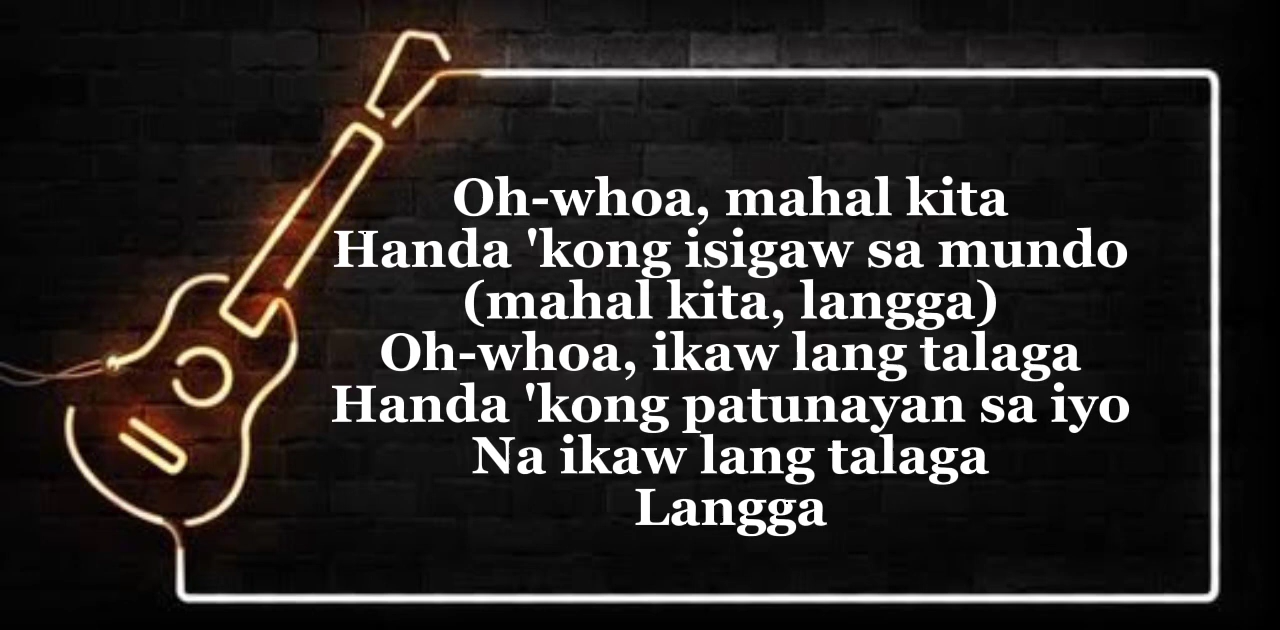 Oh-whoa, mahal kita
Handa 'kong isigaw sa mundo
(mahal kita, langga)
Oh-whoa, ikaw lang talaga
Handa 'kong patunayan sa iyo
Na ikaw lang talaga
Langga